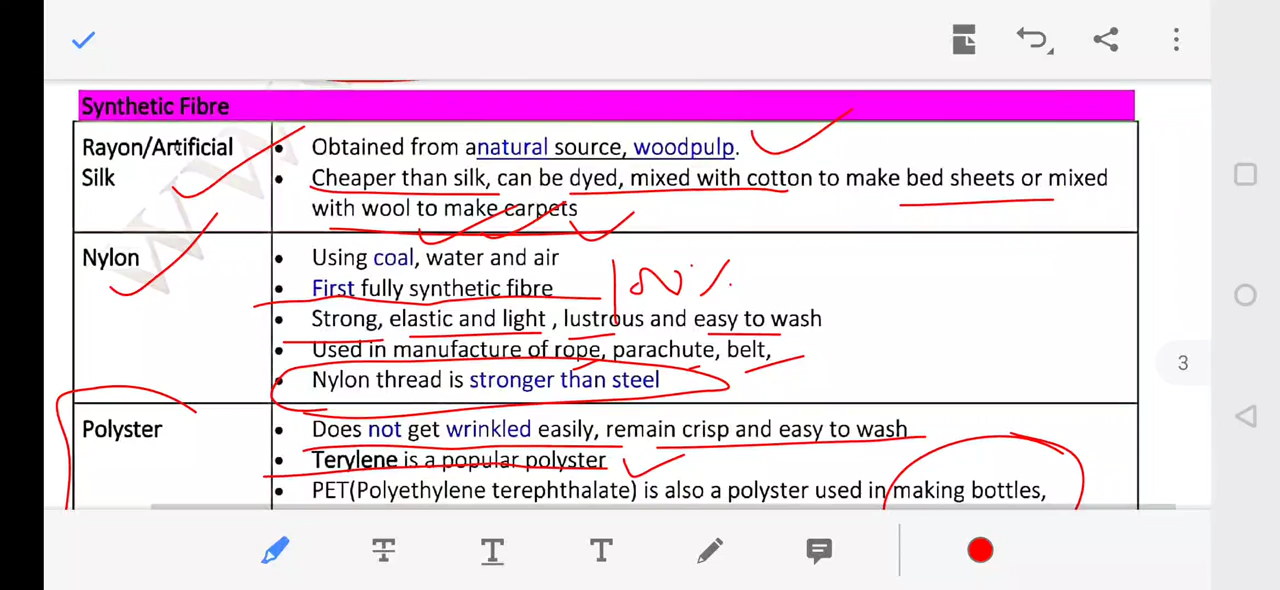 Synthetic Fibre
Rayon/Artificial
Silk
• Obtained from a natural source, woodpulp.
• Cheaper than silk, can be dyed, mixed with cotton to make bed sheets or mixed
with wool to make carpets
Nylon
• Using coal, water and air
• First fully synthetic fibre
100%
• Strong, elastic and light , lustrous and easy to wash
• Used in manufacture of rope, parachute, belt,
• Nylon thread is stronger than steel
3
Polyster
• Does not get wrinkled easily, remain crisp and easy to wash
• Terylene is a popular polyster
• PET(Polyethylene terephthalate) is also a polyster used in making bottles,
T T T